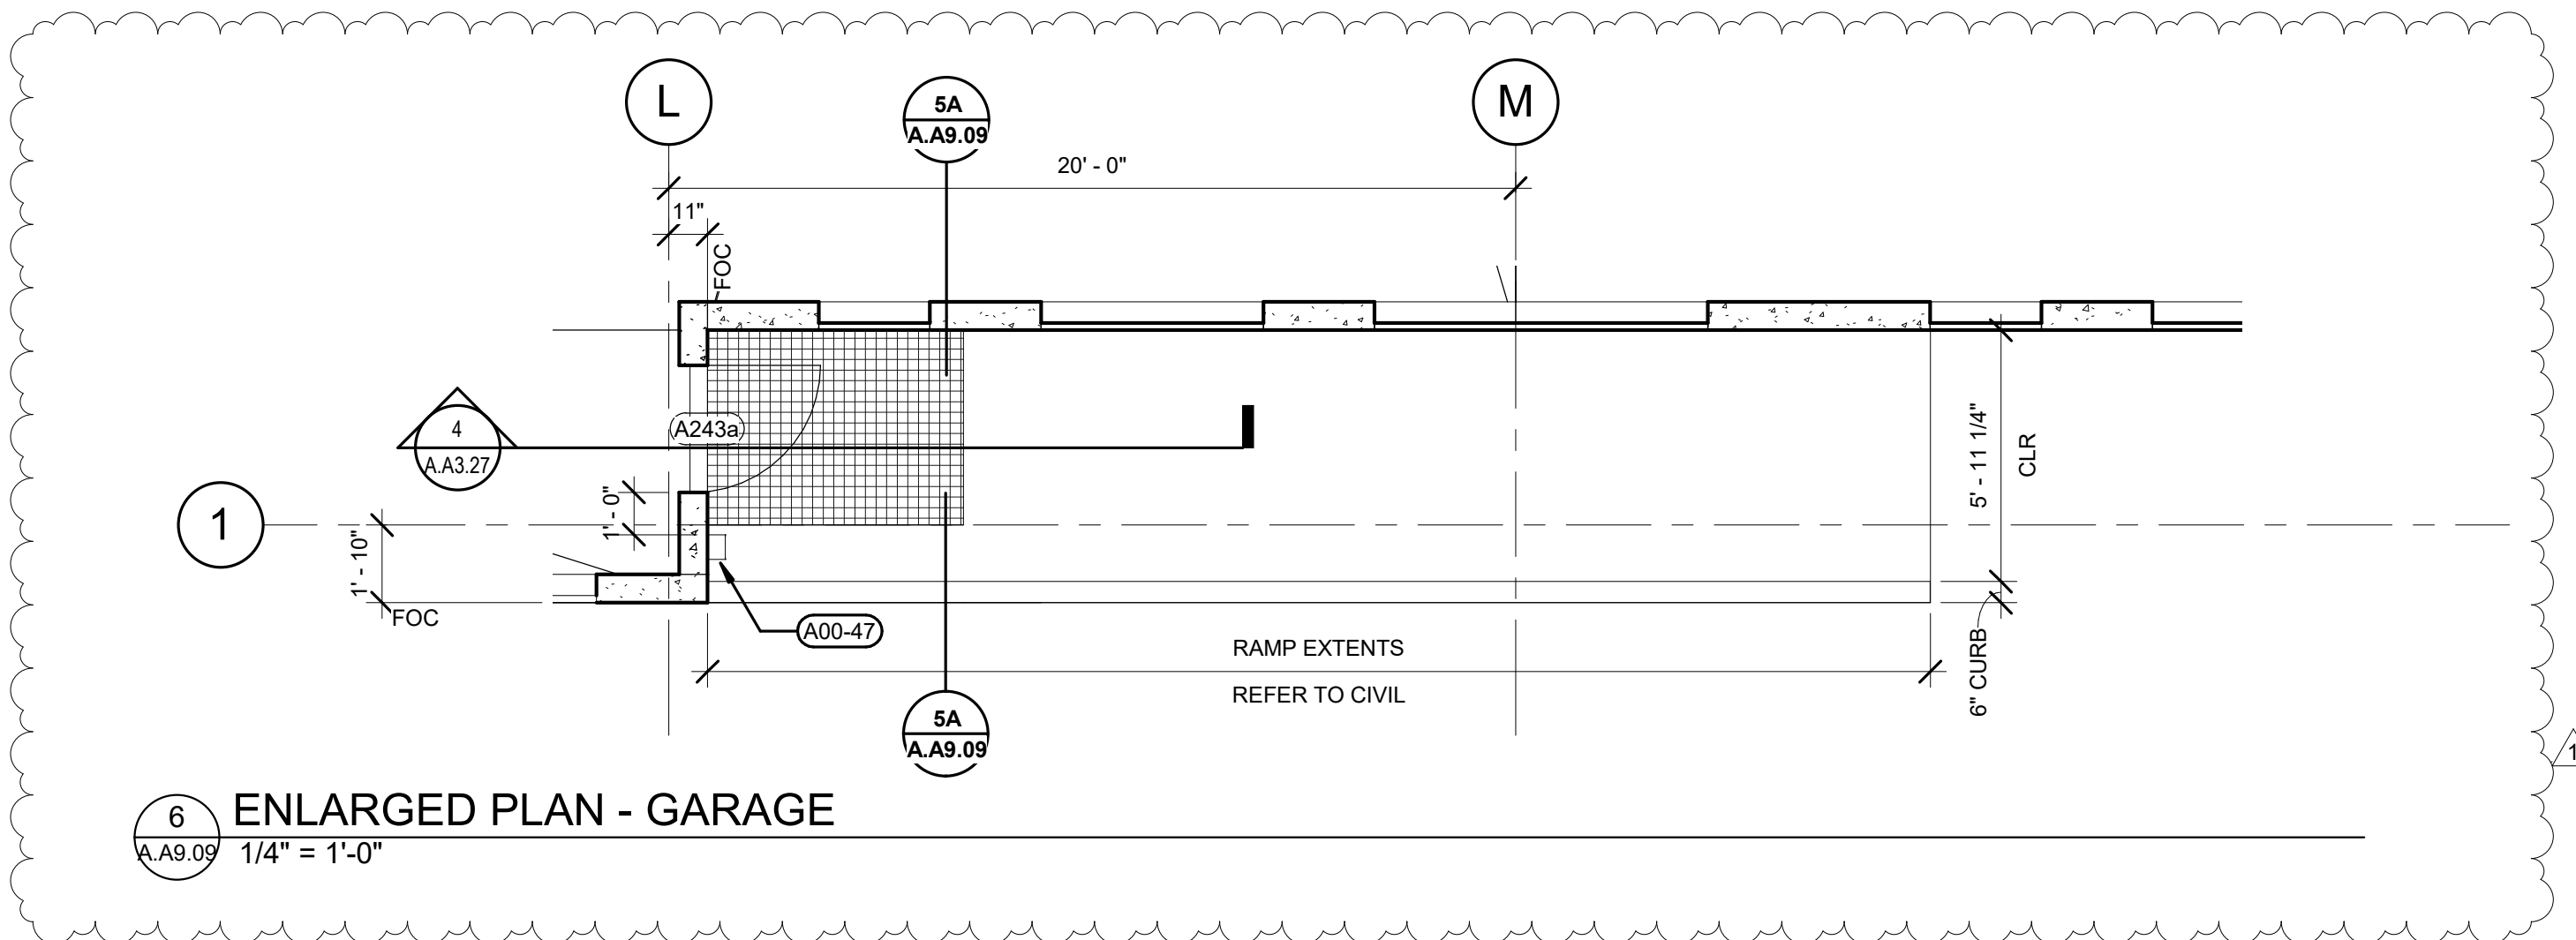 L
5A
A.A9.09
M
20' - 0"
11"
FOC
A243a
4
A.A3.27
5' - 11 1/4"
CLR
1
1' - 0"
1' - 10"
FOC
A00-47
RAMP EXTENTS
REFER TO CIVIL
6" CURB
5A
A.A9.09
1
6
A.A9.09
ENLARGED PLAN - GARAGE
1/4" = 1'-0"